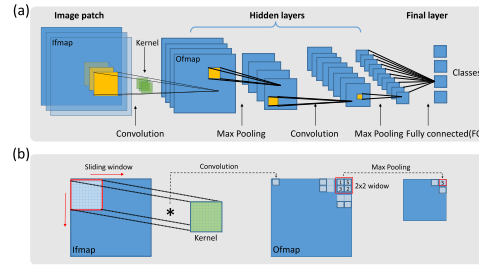 (a)
Image patch
Hidden layers
Final layer
Ifmap
Kernel
Ofmap
Classes
Convolution
Max Pooling
Convolution
Max Pooling
Fully connected(FC
(b)
Sliding window
Convolution
Max Pooling
2x2 widow
*
Kernel
Ifmap
Ofmap